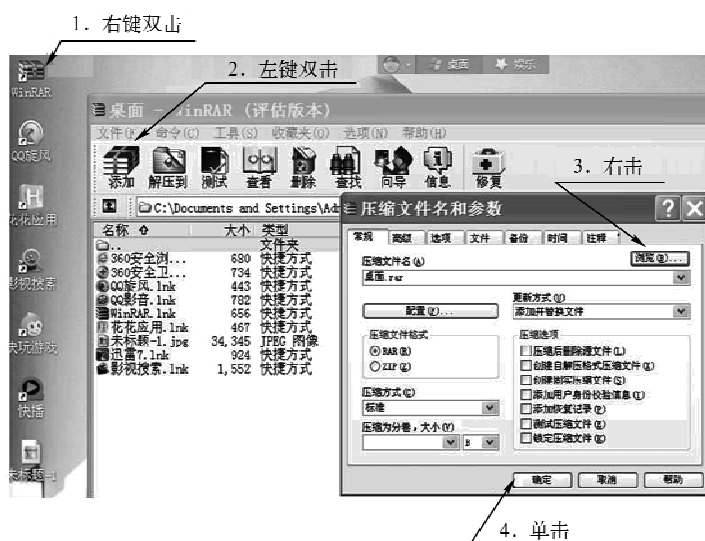 1. 右键双击
2. 左键双击
桌面 娱乐
WinRAR
桌面 - WinRAR (评估版本)
文件(F) 命令(C) 工具(S) 收藏夹(O) 选项(N) 帮助(H)
QQ旋风
添加 解压到 测试 查看 删除 查找 向导 信息 修复
3. 右击
C:\Documents and Settings\Ad
压缩文件名和参数
花花应用
名称 大小 类型
常规 高级 选项 文件 备份 时间 注释
.. 文件夹
压缩文件名(A) 浏览(B)...
360安全浏... 680 快捷方式
桌面.rar
360安全卫... 734 快捷方式
影视搜索
QQ旋风.lnk 443 快捷方式
QQ影音.lnk 782 快捷方式
更新方式(U)
WinRAR.lnk 656 快捷方式
配置(F)... 添加并替换文件
花花应用.lnk 467 快捷方式
未标题-1.jpg 34,345 JPEG 图像
压缩文件格式 压缩选项
快玩游戏
迅雷7.lnk 924 快捷方式
RAR(R) 压缩后删除源文件(L)
影视搜索.lnk 1,552 快捷方式
ZIP(Z) 创建自解压格式压缩文件(X)
创建固实压缩文件(S)
压缩方式(C) 添加用户身份校验信息(I)
标准 添加恢复记录(P)
快播
压缩为分卷，大小(V) 测试压缩文件(E)
B 锁定压缩文件(K)
未标题-1
确定 取消 帮助
4. 单击